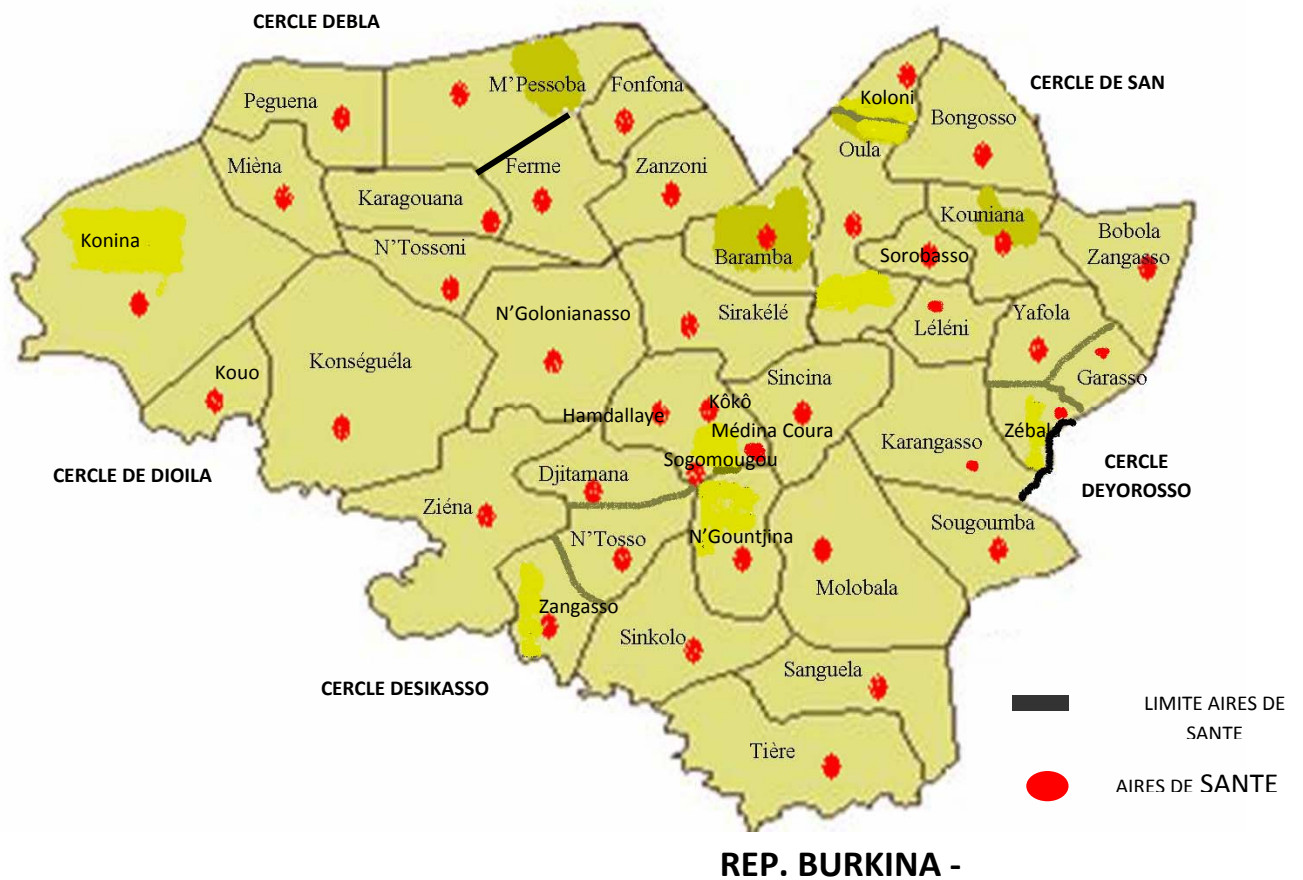 CERCLE DEBLA
CERCLE DE SAN
M'Pessoba
Fonfona
Peguena
Koloni
Bongosso
Oula
Mièna
Ferme
Zanzoni
Karagouana
Kouniana
Konina
N'Tossoni
Baramba
Sorobasso
Bobola
Zangasso
N'Golonianasso
Sirakélé
Léléni
Yafola
Konséguéla
Kouo
Sincina
Garasso
Hamdallaye
Kôkô
Médina Coura
Karangasso
Zébal
Sogomougou
CERCLE DE DIOILA
Djitamana
CERCLE
DEYOROSSO
Ziéna
N'Tosso
N'Gountjina
Sougoumba
Molobala
Zangasso
Sinkolo
CERCLE DESIKASSO
Sanguela
LIMITE AIRES DE
SANTE
Tière
AIRES DE SANTE
REP. BURKINA -